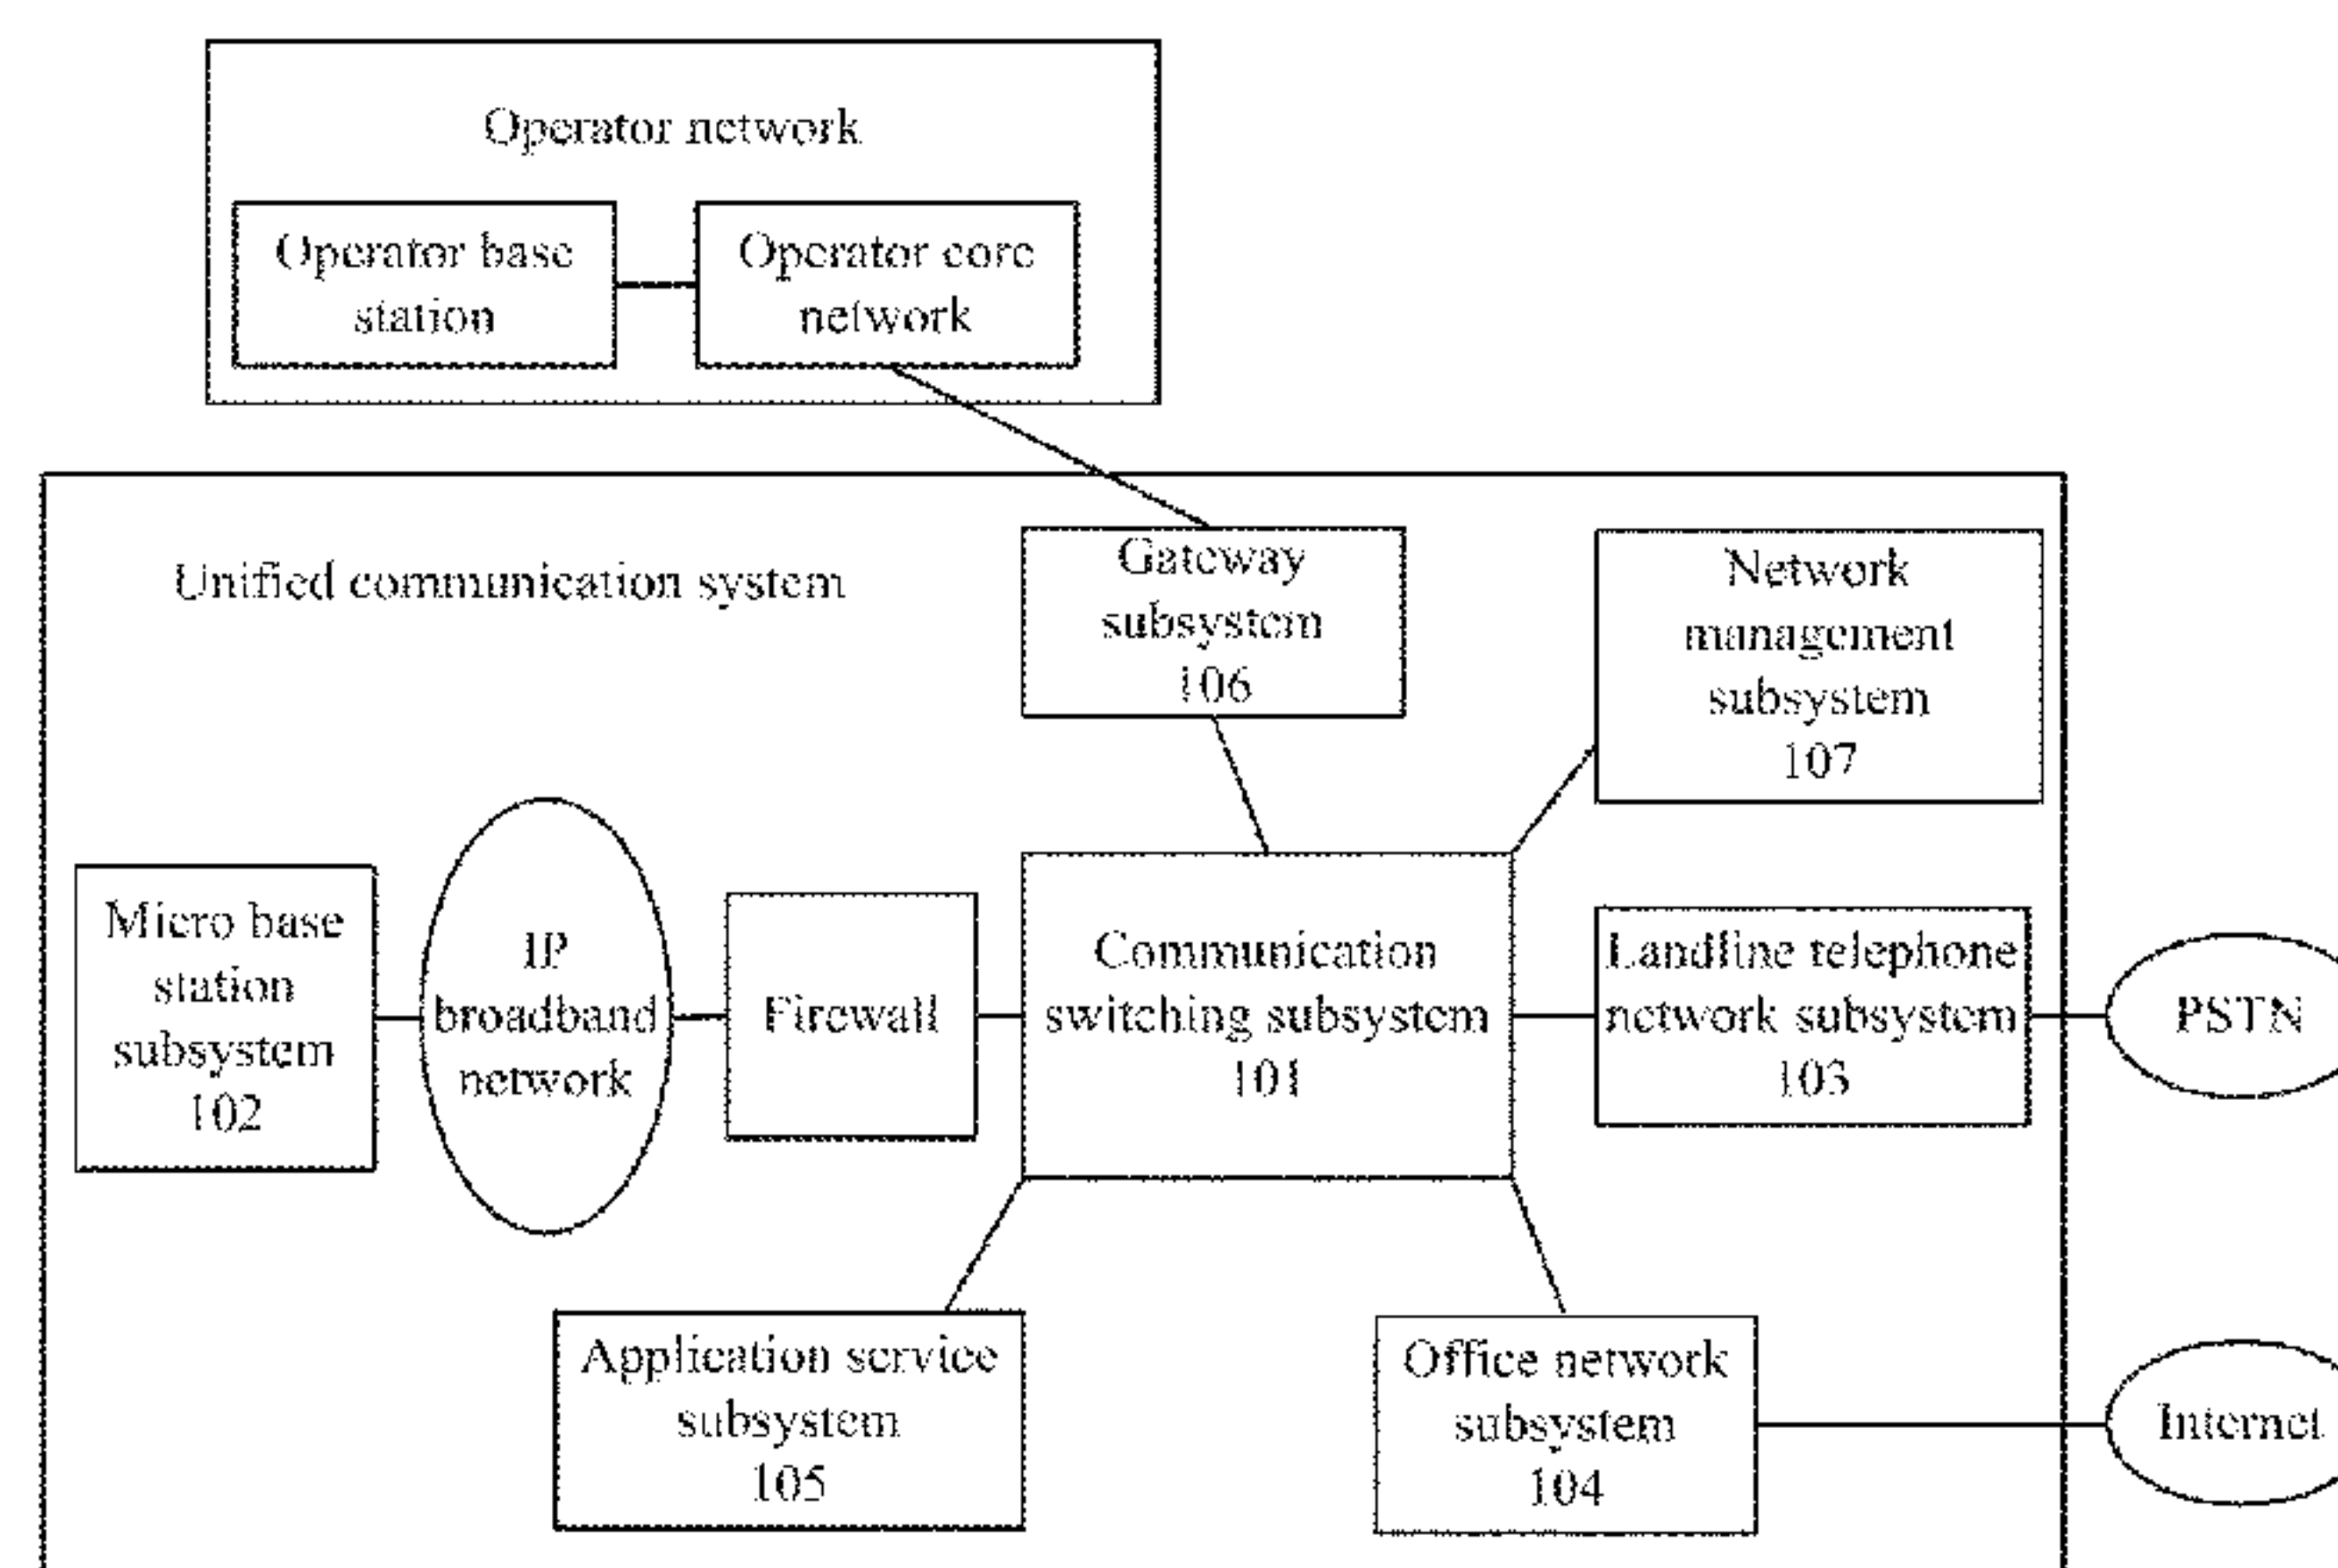 Operator network
Operator base
station
Operator core
network
Unified communication system
Gateway
subsystem
106
Network
management
subsystem
107
Micro base
station
subsystem
102
IP
broadband
network
Firewall
Communication
switching subsystem
101
Landline telephone
network subsystem
103
PSTN
Application service
subsystem
105
Office network
subsystem
104
Internet